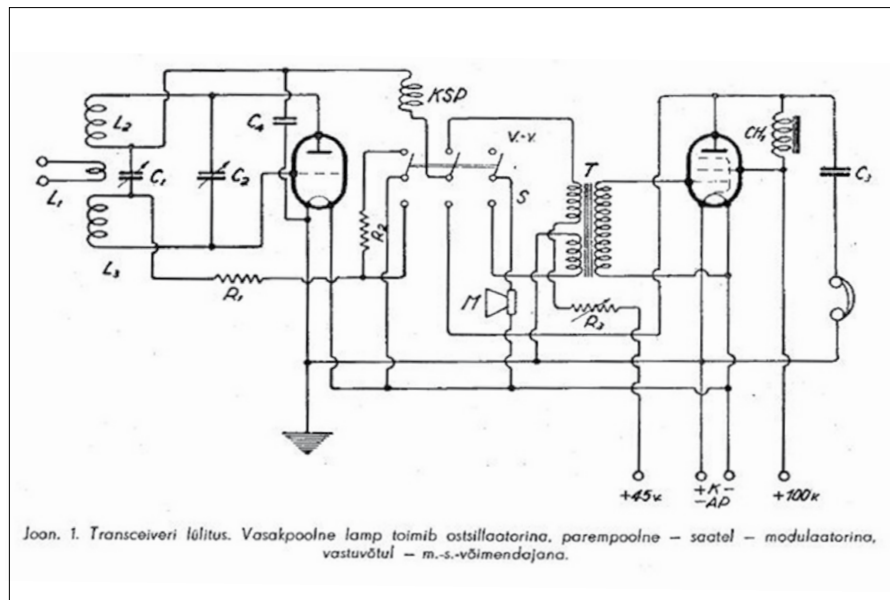 L₂
C₄
KSP
V.-V.
CH₁
L₁
C₁
C₂
T
C₃
S
R₂
L₃
R₁
M
R₃
+45v.
+K-
-AP
+100v
Joon. 1. Transceiveri lülitus. Vasakpoolne lamp toimib ostsillaatorina, parempoolne – saatel – modulaatorina,
vastuvõtul – m.-s.-võimendajana.